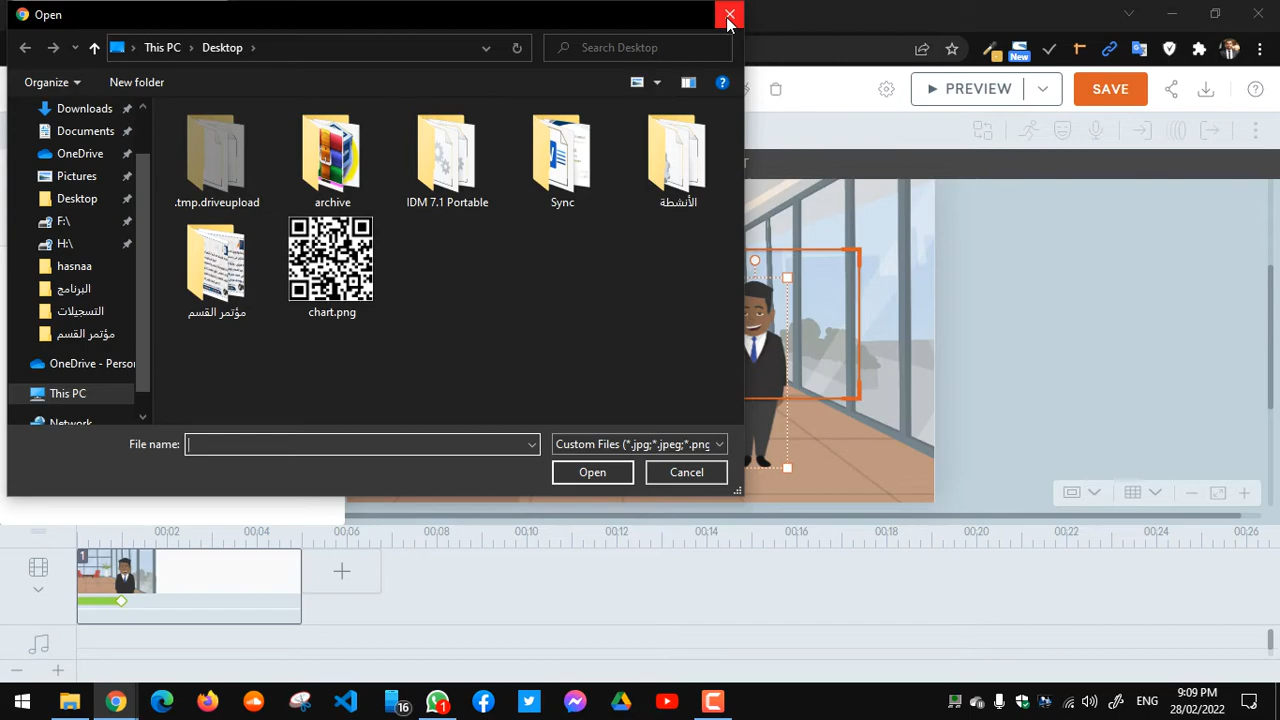 Open
This PC
Desktop
Search Desktop
New
Organize
New folder
PREVIEW
SAVE
Downloads
Documents
OneDrive
Pictures
Desktop
F:\
H:\
hasnaa
البرنامج
التسجيلات
مؤتمر القسم
OneDrive - Person
This PC
Network
.tmp.driveupload
archive
IDM 7.1 Portable
Sync
الأنشطة
مؤتمر القسم
chart.png
File name:
Custom Files (*.jpg;*.jpeg;*.png
Open
Cancel
00:02 00:04 00:06 00:08 00:10 00:12 00:14 00:16 00:18 00:20 00:22 00:24 00:26
1
16
1
ENG
9:09 PM
28/02/2022